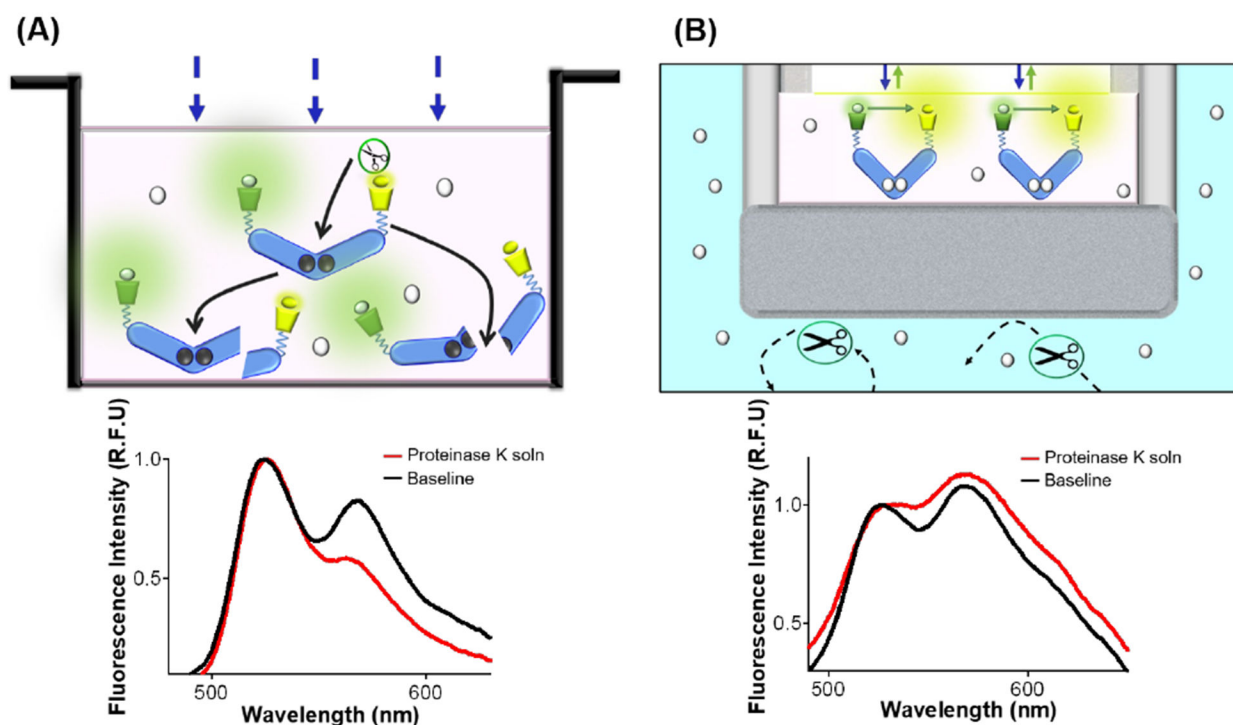 (A)
(B)
Fluorescence Intensity (R.F.U)
1.0
0.5
Proteinase K soln
Baseline
500
600
Wavelength (nm)
Fluorescence Intensity (R.F.U)
1.0
0.5
Proteinase K soln
Baseline
500
600
Wavelength (nm)